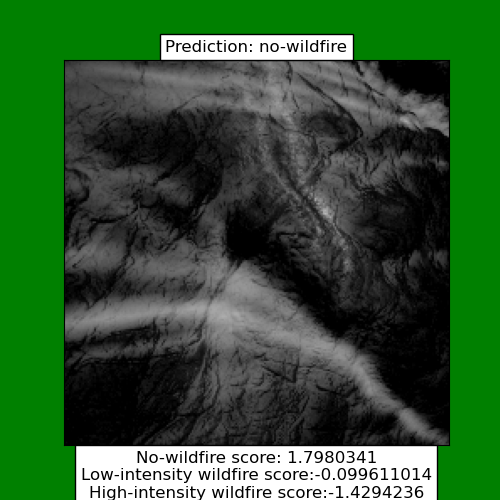 Prediction: no-wildfire
No-wildfire score: 1.7980341
Low-intensity wildfire score:-0.099611014
High-intensity wildfire score:-1.4294236